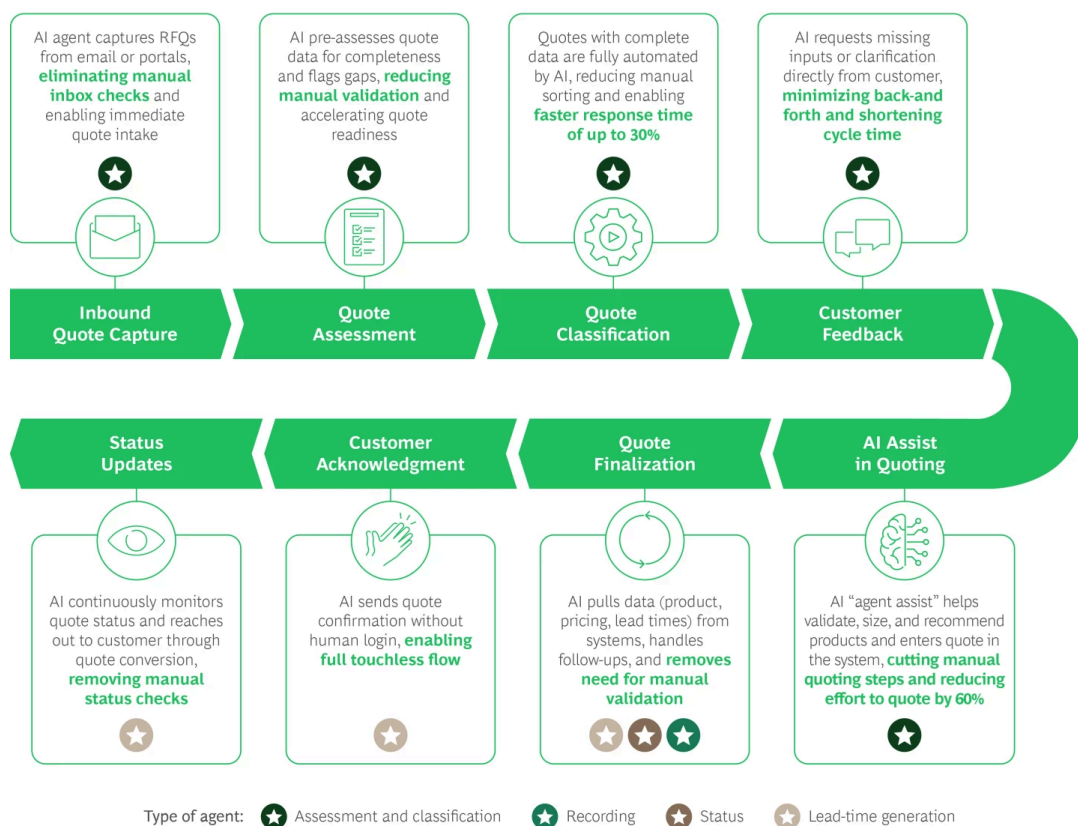 AI agent captures RFQs
from email or portals,
eliminating manual
inbox checks and
enabling immediate
quote intake
AI pre-assesses quote
data for completeness
and flags gaps, reducing
manual validation and
accelerating quote
readiness
Quotes with complete
data are fully automated
by AI, reducing manual
sorting and enabling
faster response time
of up to 30%
AI requests missing
inputs or clarification
directly from customer,
minimizing back-and
forth and shortening
cycle time
Inbound
Quote Capture
Quote
Assessment
Quote
Classification
Customer
Feedback
Status
Updates
Customer
Acknowledgment
Quote
Finalization
AI Assist
in Quoting
AI continuously monitors
quote status and reaches
out to customer through
quote conversion,
removing manual
status checks
AI sends quote
confirmation without
human login, enabling
full touchless flow
AI pulls data (product,
pricing, lead times) from
systems, handles
follow-ups, and removes
need for manual
validation
AI “agent assist” helps
validate, size, and recommend
products and enters quote in
the system, cutting manual
quoting steps and reducing
effort to quote by 60%
Type of agent: Assessment and classification Recording Status Lead-time generation